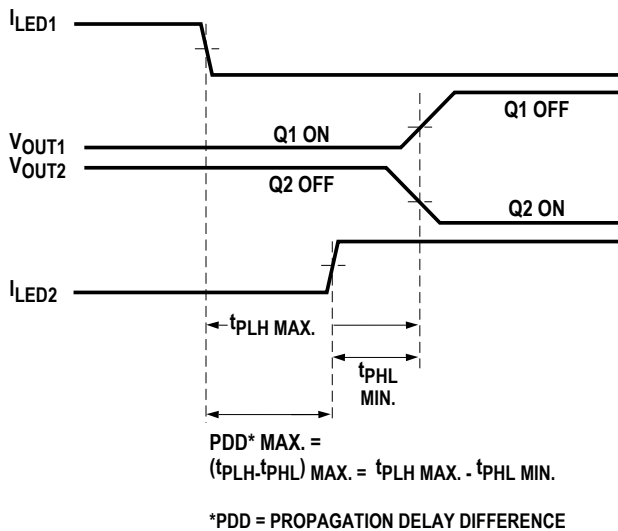 ILED1
Q1 OFF
VOUT1
Q1 ON
VOUT2
Q2 OFF
Q2 ON
ILED2
tPLH MAX.
tPHL
MIN.
PDD* MAX. =
(tPLH-tPHL) MAX. = tPLH MAX. - tPHL MIN.
*PDD = PROPAGATION DELAY DIFFERENCE